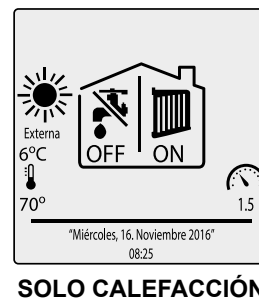 Externa
6ºC
70º
OFF ON
1.5
"Miércoles, 16. Noviembre 2016"
08:25
SOLO CALEFACCIÓN